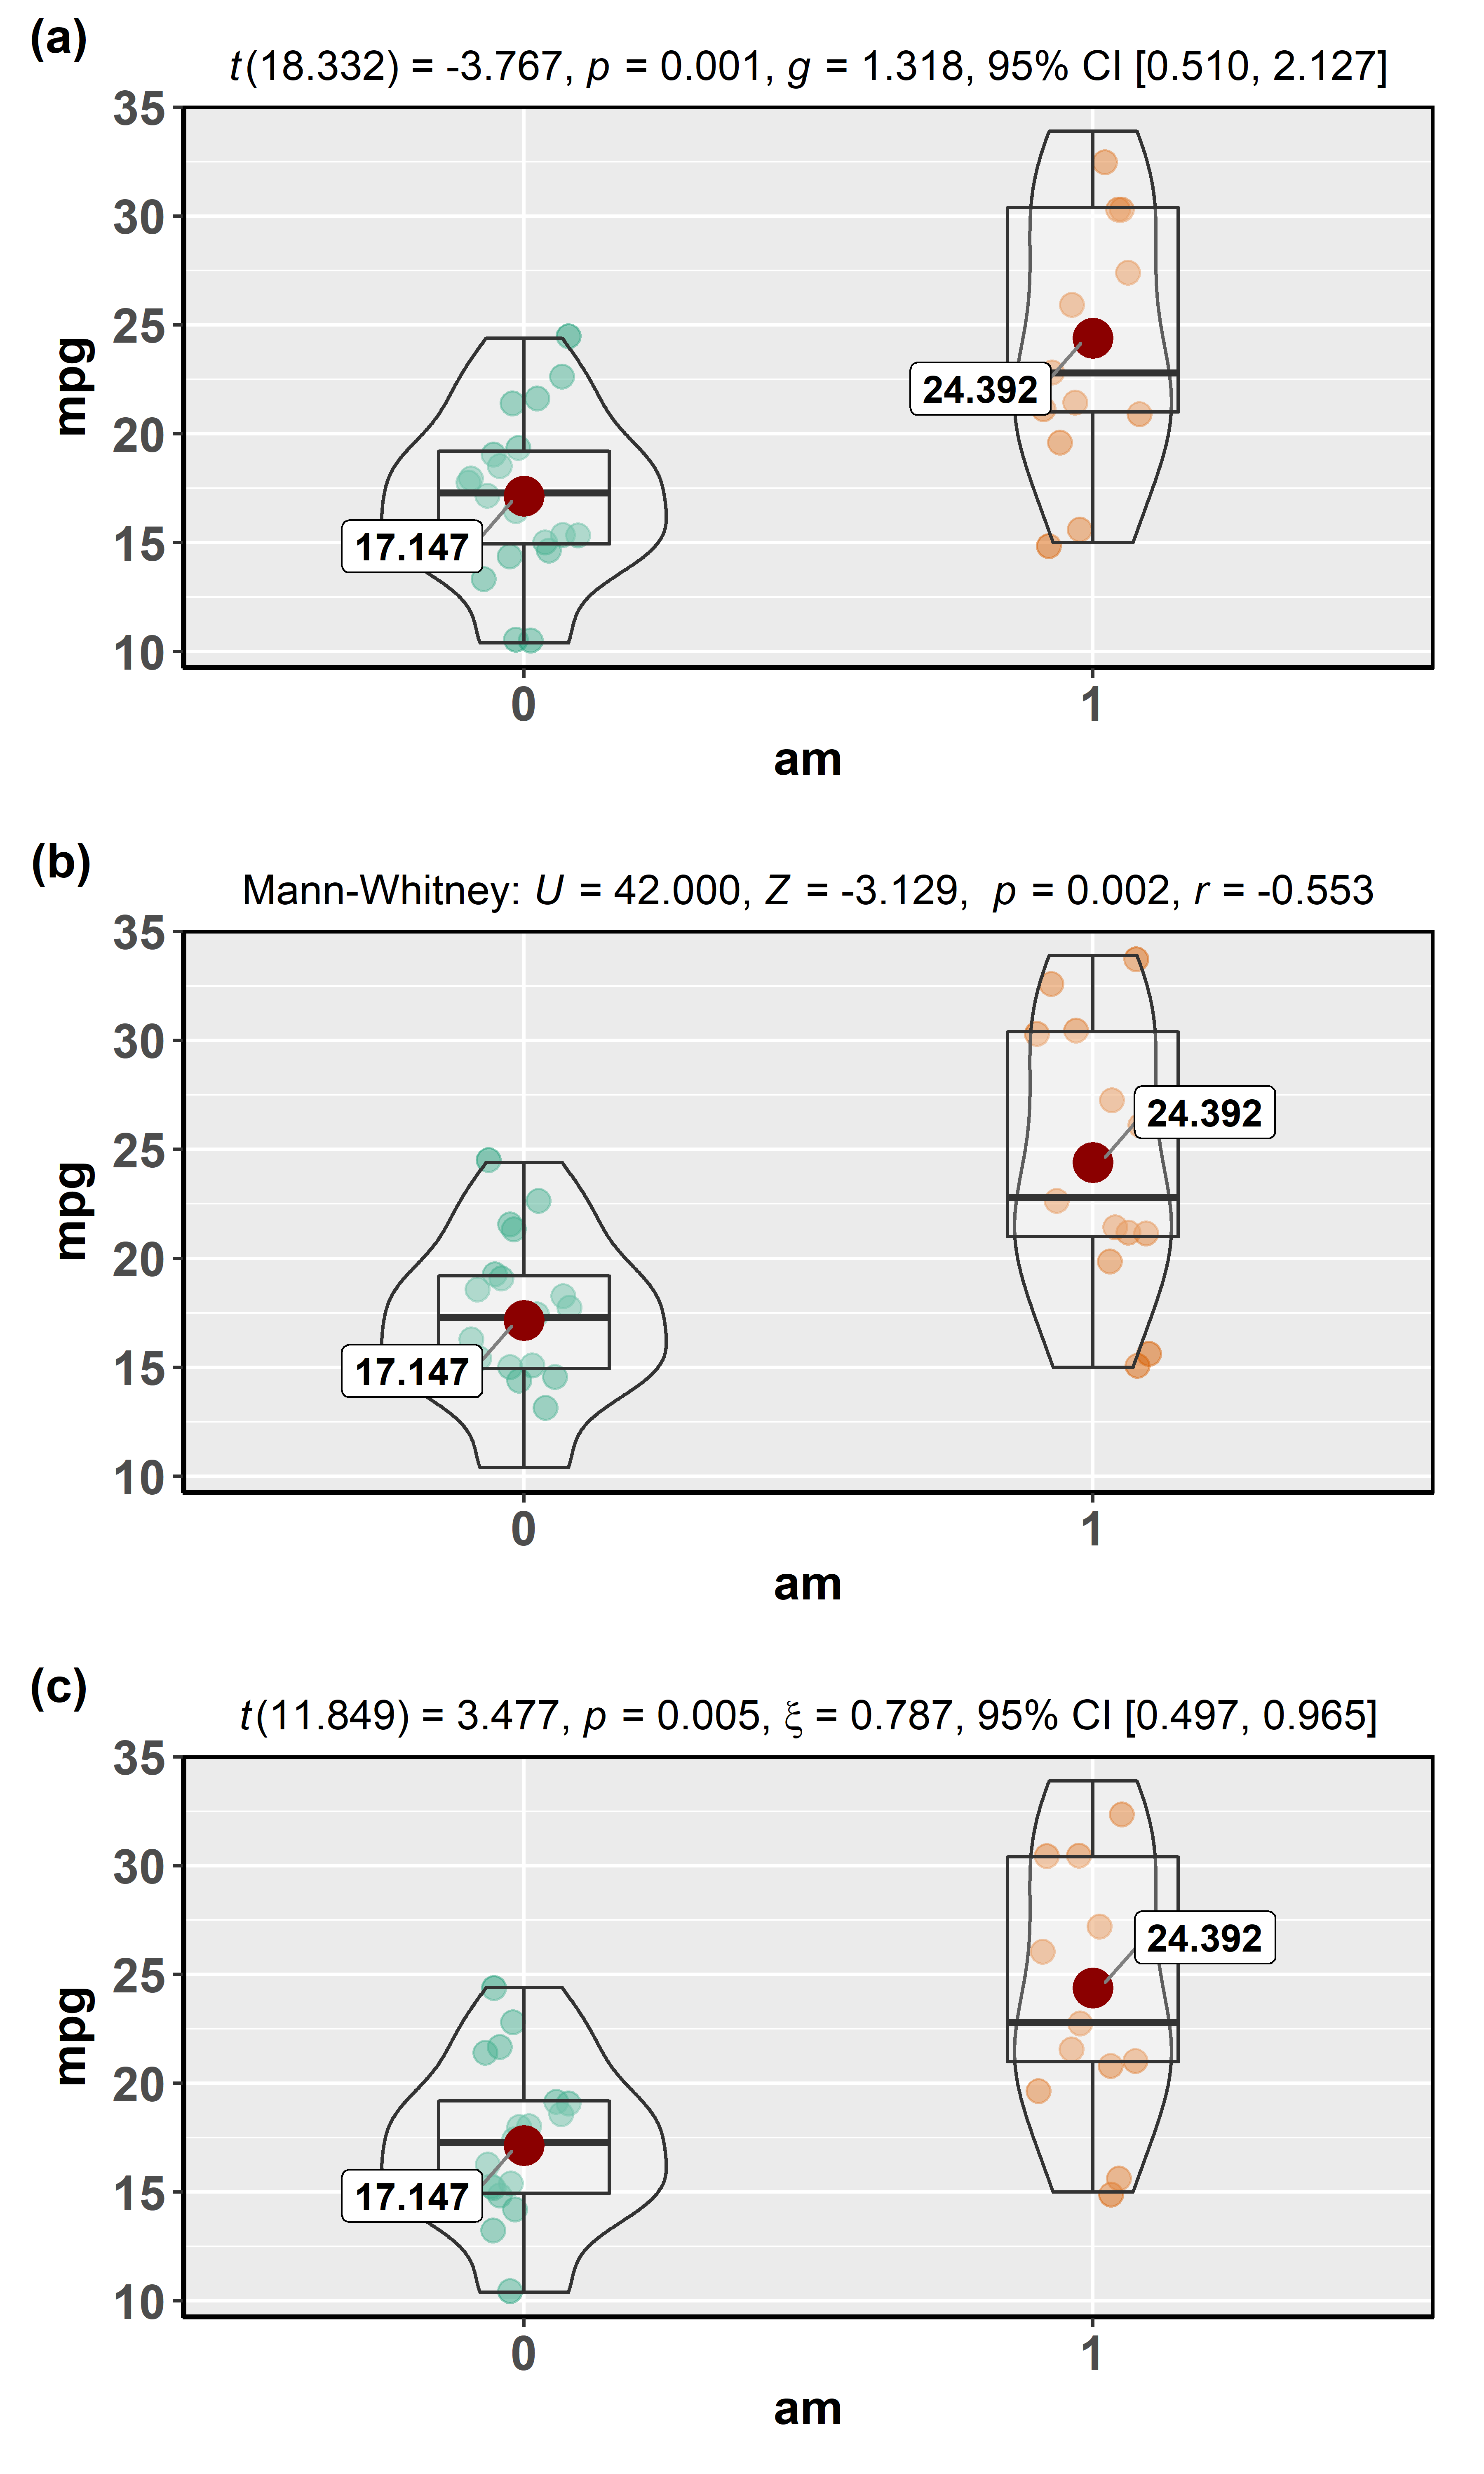 (a)
t(18.332) = -3.767, p = 0.001, g = 1.318, 95% CI [0.510, 2.127]
35
30
25
20
15
10
mpg
24.392
17.147
0 1
am
(b)
Mann-Whitney: U = 42.000, Z = -3.129, p = 0.002, r = -0.553
35
30
25
20
15
10
mpg
24.392
17.147
0 1
am
(c)
t(11.849) = 3.477, p = 0.005, ξ = 0.787, 95% CI [0.497, 0.965]
35
30
25
20
15
10
mpg
24.392
17.147
0 1
am